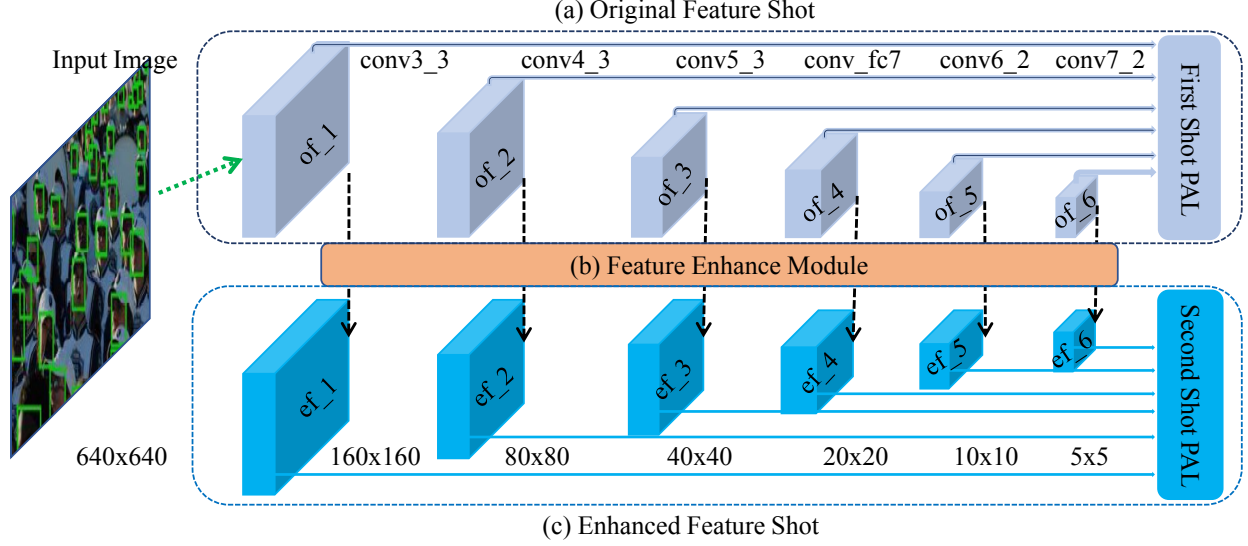 (a) Original Feature Shot
Input Image
conv3_3 conv4_3 conv5_3 conv_fc7 conv6_2 conv7_2
of_1 of_2 of_3 of_4 of_5 of_6
First Shot PAL
(b) Feature Enhance Module
ef_1 ef_2 ef_3 ef_4 ef_5 ef_6
Second Shot PAL
640x640 160x160 80x80 40x40 20x20 10x10 5x5
(c) Enhanced Feature Shot